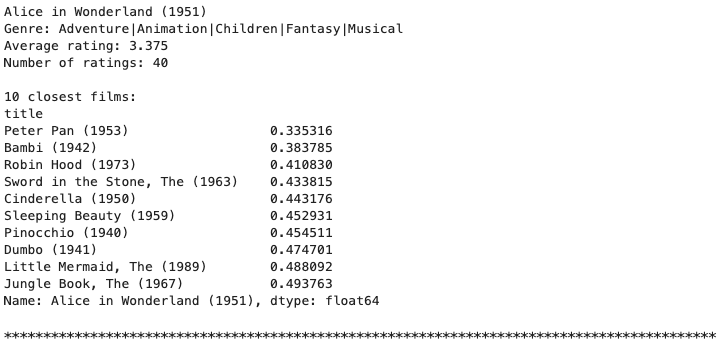 Alice in Wonderland (1951)
Genre: Adventure|Animation|Children|Fantasy|Musical
Average rating: 3.375
Number of ratings: 40
10 closest films:
title
Peter Pan (1953) 0.335316
Bambi (1942) 0.383785
Robin Hood (1973) 0.410830
Sword in the Stone, The (1963) 0.433815
Cinderella (1950) 0.443176
Sleeping Beauty (1959) 0.452931
Pinocchio (1940) 0.454511
Dumbo (1941) 0.474701
Little Mermaid, The (1989) 0.488092
Jungle Book, The (1967) 0.493763
Name: Alice in Wonderland (1951), dtype: float64
*******************************************************************************************